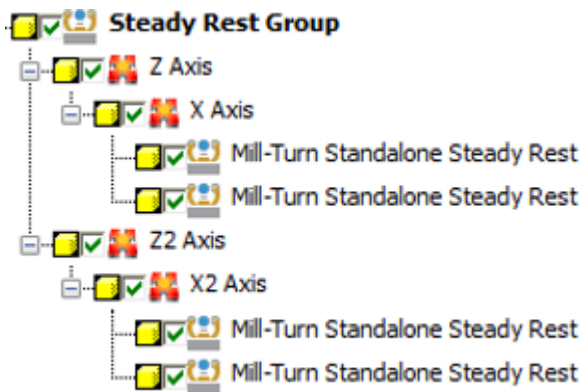 Steady Rest Group
Z Axis
X Axis
Mill-Turn Standalone Steady Rest
Mill-Turn Standalone Steady Rest
Z2 Axis
X2 Axis
Mill-Turn Standalone Steady Rest
Mill-Turn Standalone Steady Rest